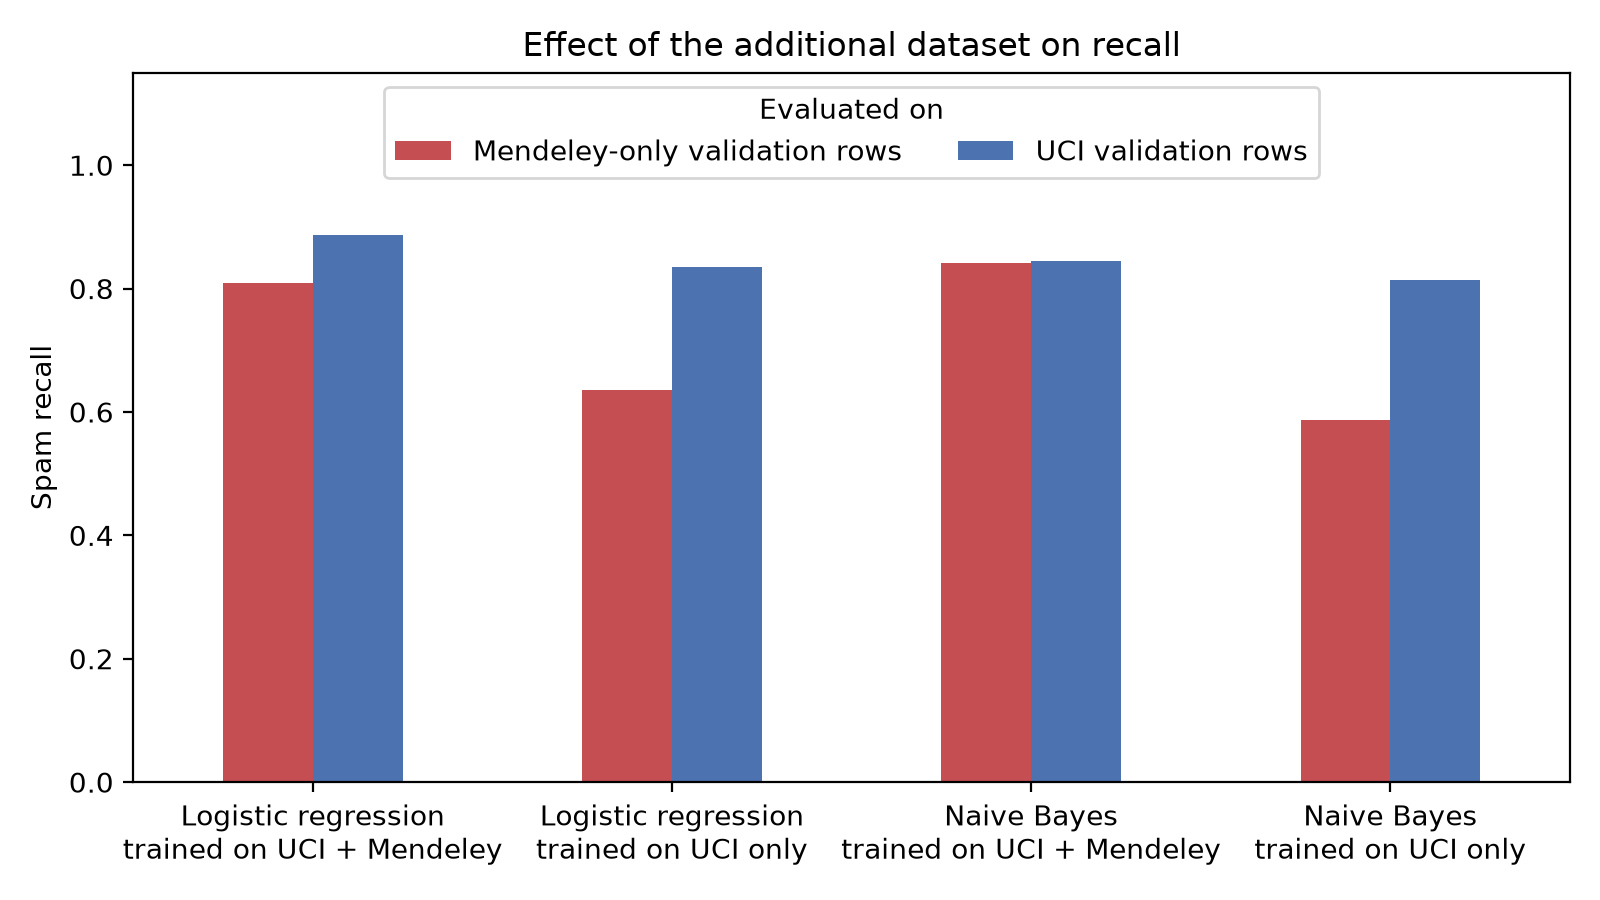 Effect of the additional dataset on recall
Evaluated on
Mendeley-only validation rows UCI validation rows
1.0
0.8
0.6
0.4
0.2
0.0
Spam recall
Logistic regression
trained on UCI + Mendeley
Logistic regression
trained on UCI only
Naive Bayes
trained on UCI + Mendeley
Naive Bayes
trained on UCI only